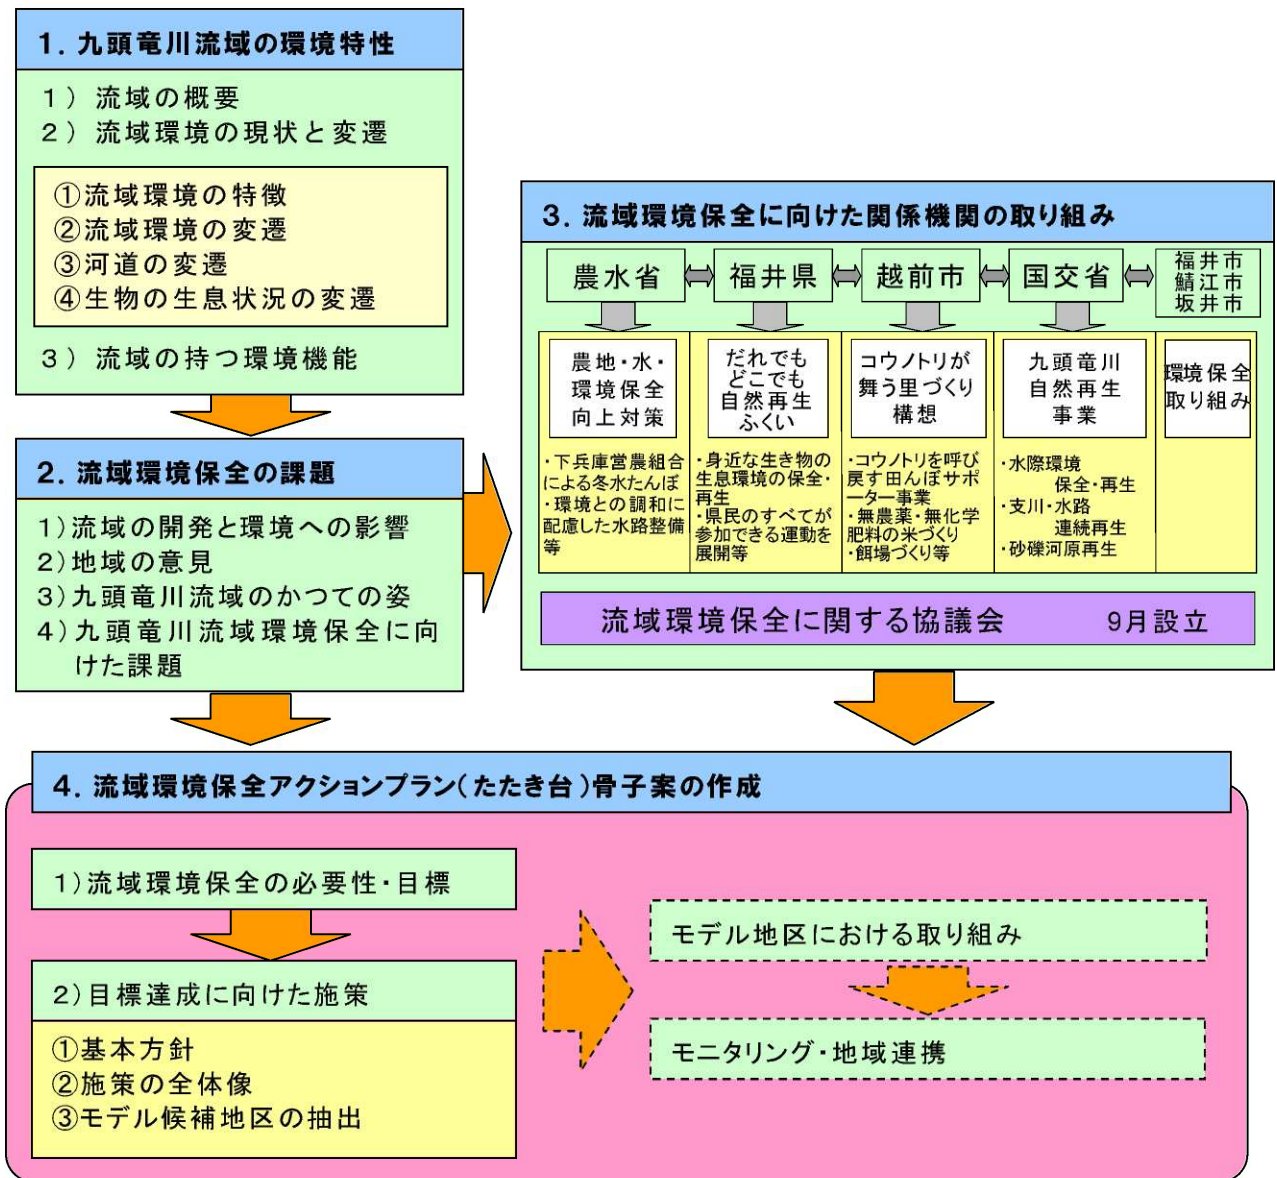 1. 九頭竜川流域の環境特性
1) 流域の概要
2) 流域環境の現状と変遷
①流域環境の特徴
②流域環境の変遷
③河道の変遷
④生物の生息状況の変遷
3) 流域の持つ環境機能
2. 流域環境保全の課題
1)流域の開発と環境への影響
2)地域の意見
3)九頭竜川流域のかつての姿
4)九頭竜川流域環境保全に向
けた課題
3. 流域環境保全に向けた関係機関の取り組み
農水省
福井県
越前市
国交省
福井市
鯖江市
坂井市
農地・水・
環境保全
向上対策
だれでも
どこでも
自然再生
ふくい
コウノトリが
舞う里づくり
構想
九頭竜川
自然再生
事業
環境保全
取り組み
・下兵庫営農組合
による冬水たんぼ
・環境との調和に
配慮した水路整備
等
・身近な生き物の
生息環境の保全・
再生
・県民のすべてが
参加できる運動を
展開等
・コウノトリを呼び
戻す田んぼサポ
ーター事業
・無農薬・無化学
肥料の米づくり
・餌場づくり等
・水際環境
保全・再生
・支川・水路
連続再生
・砂礫河原再生
流域環境保全に関する協議会 9月設立
4. 流域環境保全アクションプラン(たたき台)骨子案の作成
1)流域環境保全の必要性・目標
2)目標達成に向けた施策
①基本方針
②施策の全体像
③モデル候補地区の抽出
モデル地区における取り組み
モニタリング・地域連携